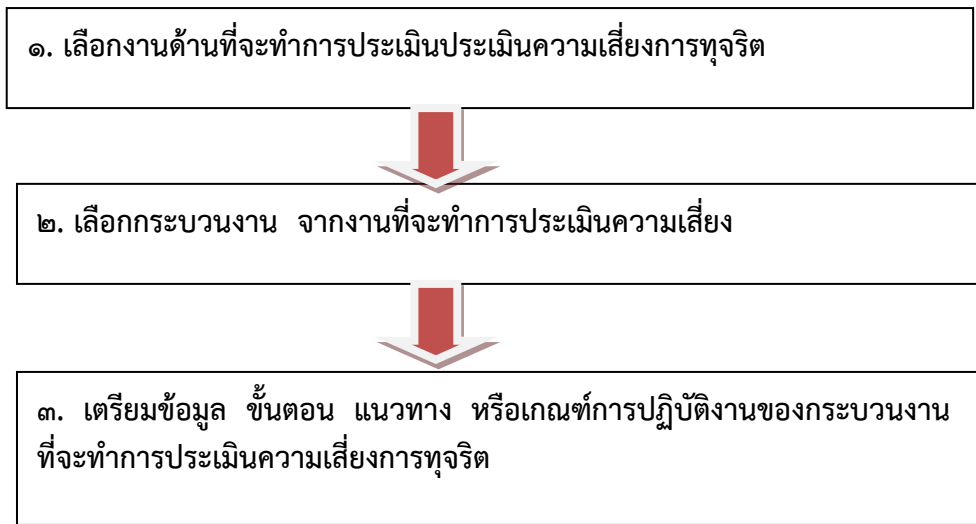 ๑. เลือกงานด้านที่จะทำการประเมินประเมินความเสี่ยงการทุจริต
๒. เลือกกระบวนงาน จากงานที่จะทำการประเมินความเสี่ยง
๓. เตรียมข้อมูล ขั้นตอน แนวทาง หรือเกณฑ์การปฏิบัติงานของกระบวนงาน
ที่จะทำการประเมินความเสี่ยงการทุจริต